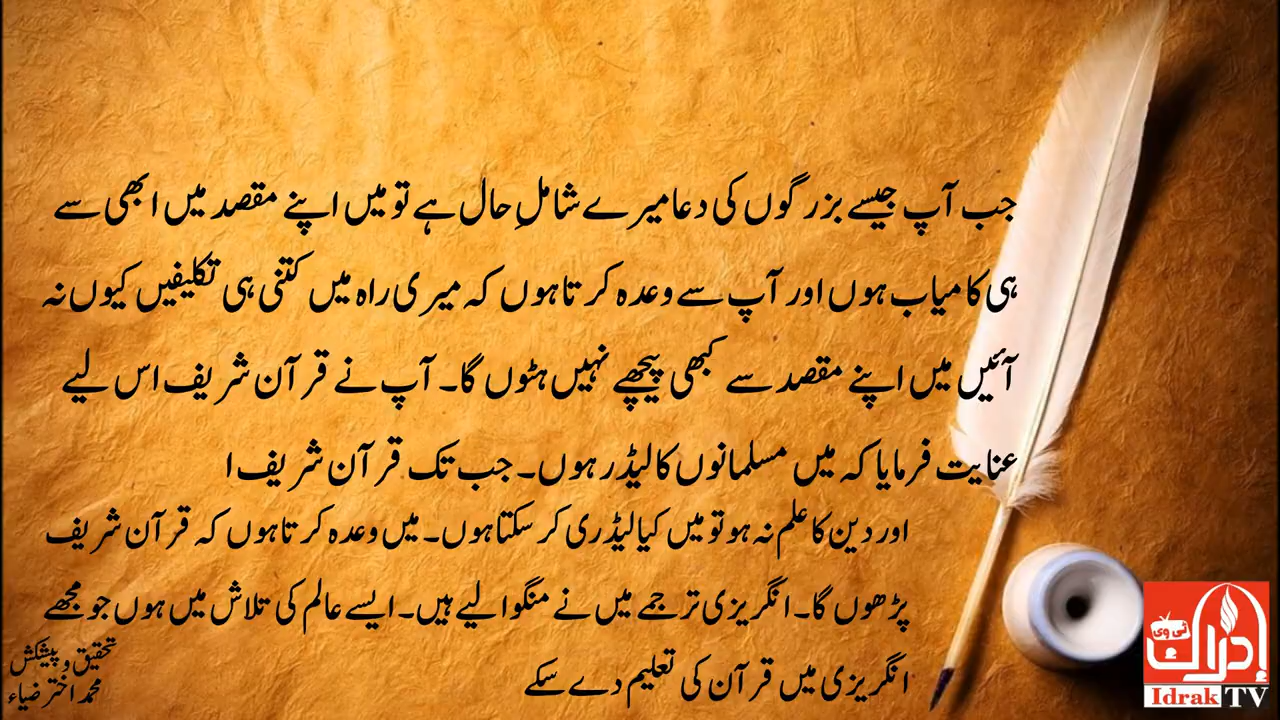 جب آپ جیسے بزرگوں کی دعا میرے شاملِ حال ہے تو میں اپنے مقصد میں ابھی سے
ہی کامیاب ہوں اور آپ سے وعدہ کرتا ہوں کہ میری راہ میں کتنی ہی تکلیفیں کیوں نہ
آئیں میں اپنے مقصد سے کبھی پیچھے نہیں ہٹوں گا۔ آپ نے قرآن شریف اس لیے
عنایت فرمایا کہ میں مسلمانوں کا لیڈر ہوں۔ جب تک قرآن شریف ا
اور دین کا علم نہ ہو تو میں کیا لیڈری کر سکتا ہوں۔ میں وعدہ کرتا ہوں کہ قرآن شریف
پڑھوں گا۔ انگریزی ترجمے میں نے منگوا لیے ہیں۔ ایسے عالم کی تلاش میں ہوں جو مجھے
انگریزی میں قرآن کی تعلیم دے سکے
تحقیق و پیشکش
محمد اختر ضیاء
ادراک
ٹی وی
Idrak TV